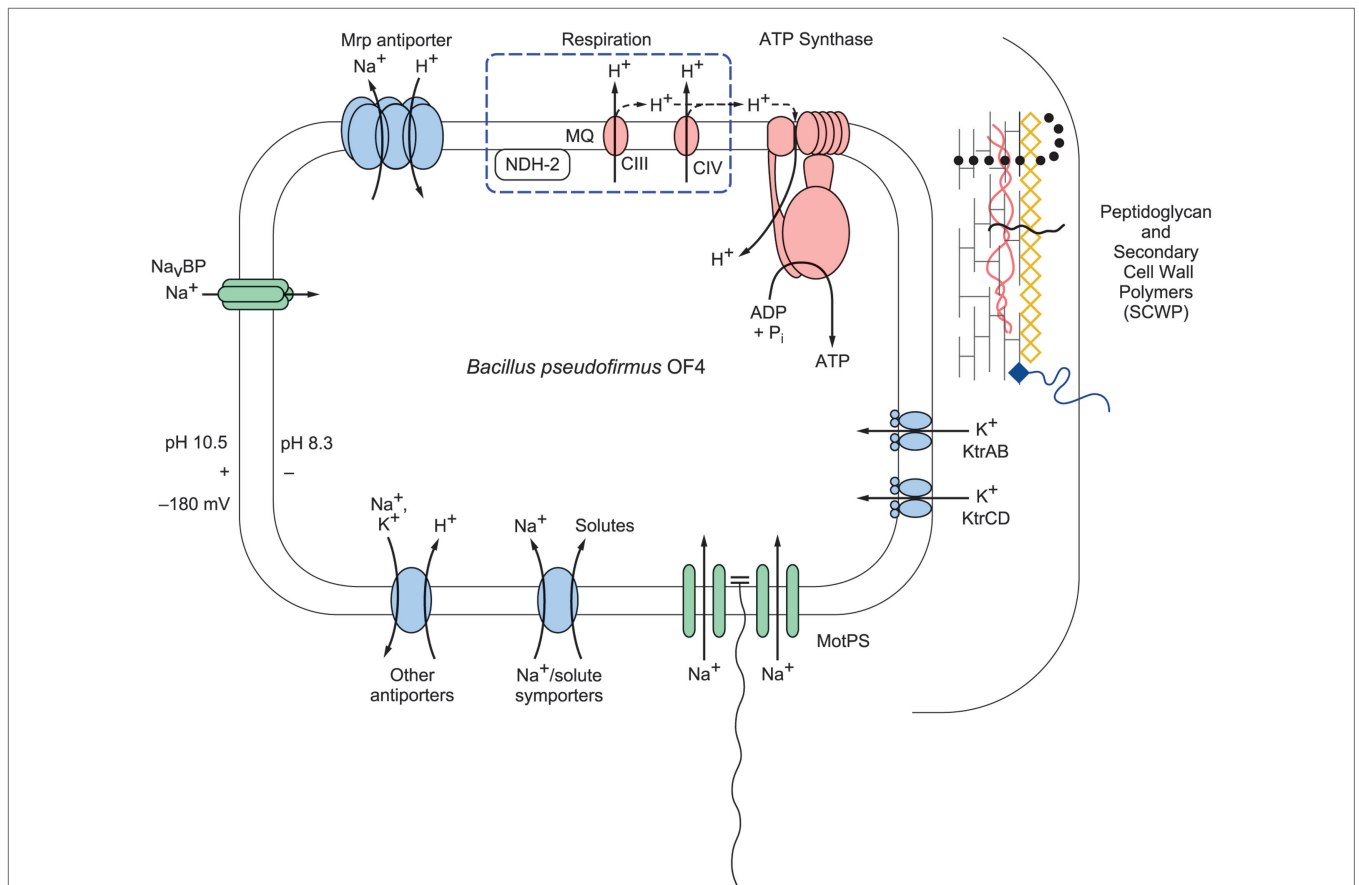 Mrp antiporter
Na⁺ H⁺
Respiration
H⁺ H⁺
H⁺ H⁺
MQ
NDH-2
CIII
CIV
ATP Synthase
H⁺
ADP
+ Pᵢ
ATP
NaᵥBP
Na⁺
Bacillus pseudofirmus OF4
Peptidoglycan
and
Secondary
Cell Wall
Polymers
(SCWP)
pH 10.5 pH 8.3
+ –
–180 mV
K⁺
KtrAB
K⁺
KtrCD
Na⁺,
K⁺ H⁺
Other
antiporters
Na⁺ Solutes
Na⁺/solute
symporters
Na⁺ Na⁺
MotPS